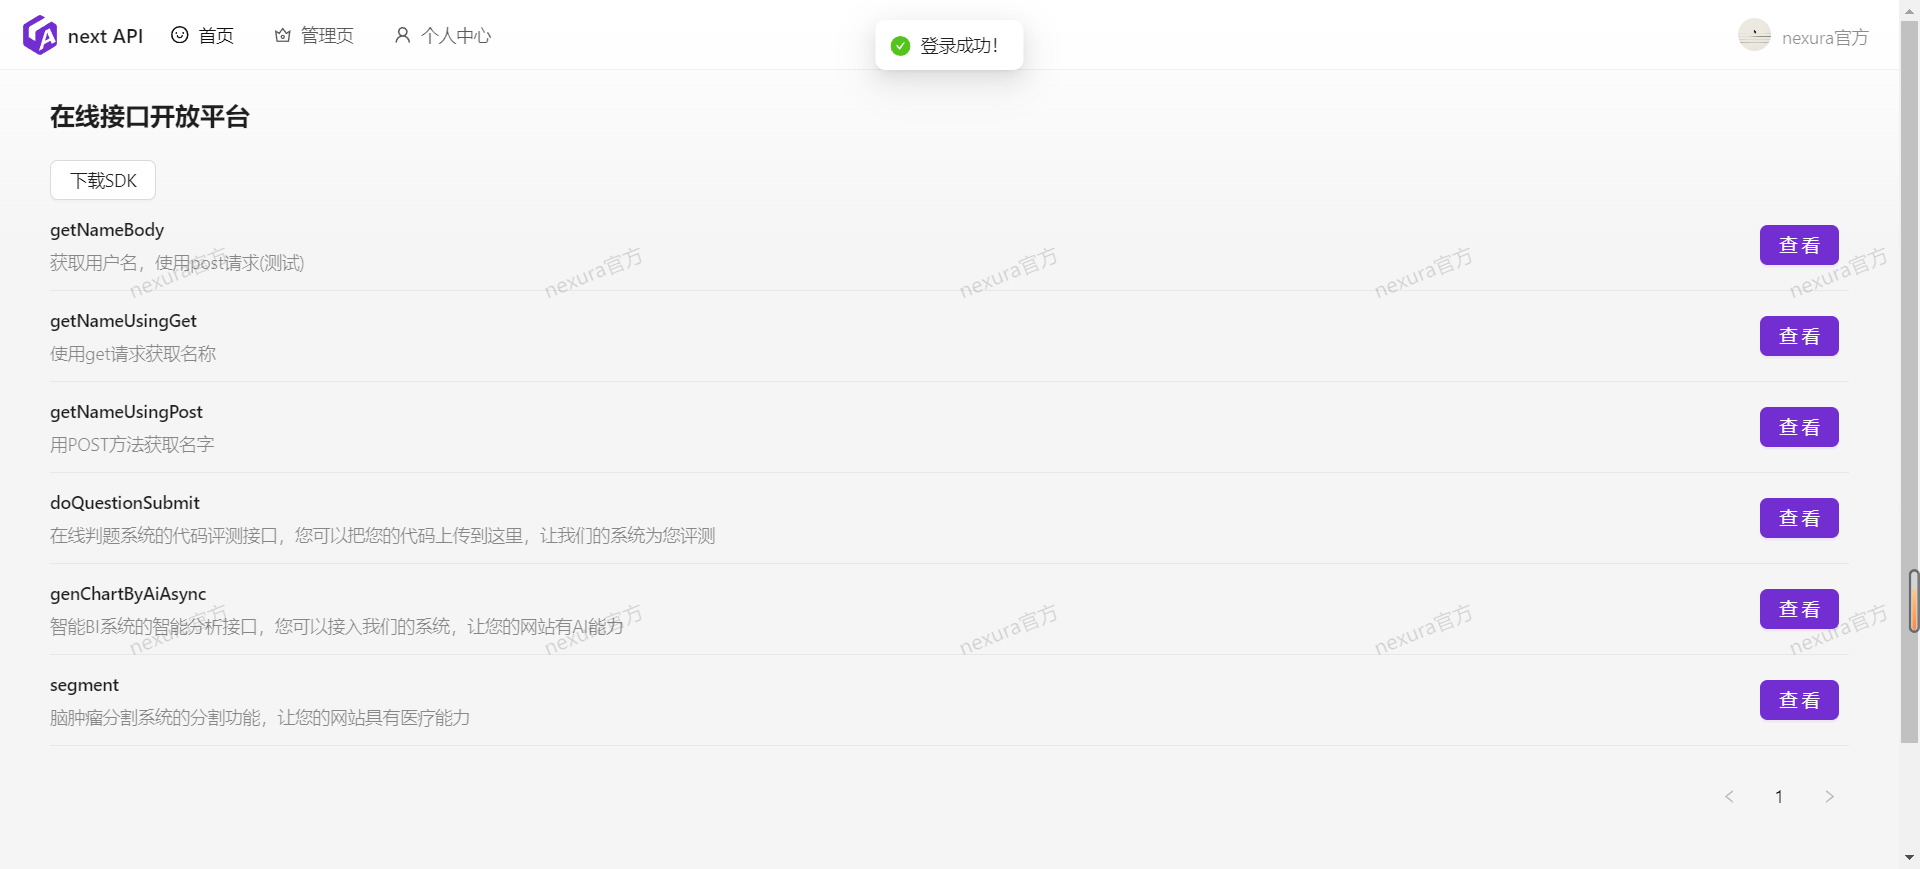 next API
首页
管理页
个人中心
登录成功!
nexura官方
在线接口开放平台
下载SDK
getNameBody
获取用户名，使用post请求(测试)
查看
nexura官方 nexura官方 nexura官方 nexura官方 nexura官方
getNameUsingGet
使用get请求获取名称
查看
getNameUsingPost
用POST方法获取名字
查看
doQuestionSubmit
在线判题系统的代码评测接口，您可以把您的代码上传到这里，让我们的系统为您评测
查看
genChartByAiAsync
智能BI系统的智能分析接口，您可以接入我们的系统，让您的网站有AI能力
查看
nexura官方 nexura官方 nexura官方 nexura官方 nexura官方
segment
脑肿瘤分割系统的分割功能，让您的网站具有医疗能力
查看
1